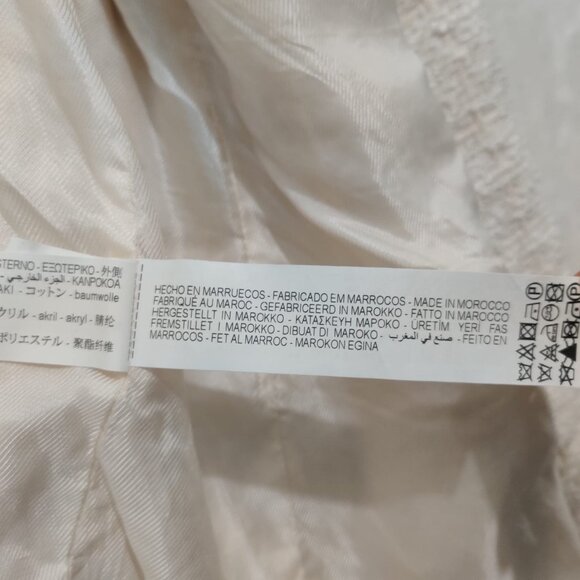 STERNO - ΕΞΩΤΕΡΙΚΟ - 外側
الجزء الخارجي - KANPOKOA
コットン - baumwolle
クリル - akril - akryl - 腈纶
ポリエステル - 聚酯纤维
HECHO EN MARRUECOS - FABRICADO EM MARROCOS - MADE IN MOROCCO
FABRIQUÉ AU MAROC - GEFABRICEERD IN MAROKKO - FATTO IN MAROCCO
HERGESTELLT IN MAROKKO - ΚΑΤΑΣΚΕΥΗ ΜΑΡΟΚΟ - ÜRETİM YERİ FAS
FREMSTILLET I MAROKKO - DIBUAT DI MAROKO - صنع في المغرب - FEITO EN
MARROCOS - FET AL MARROC - MAROKON EGINA